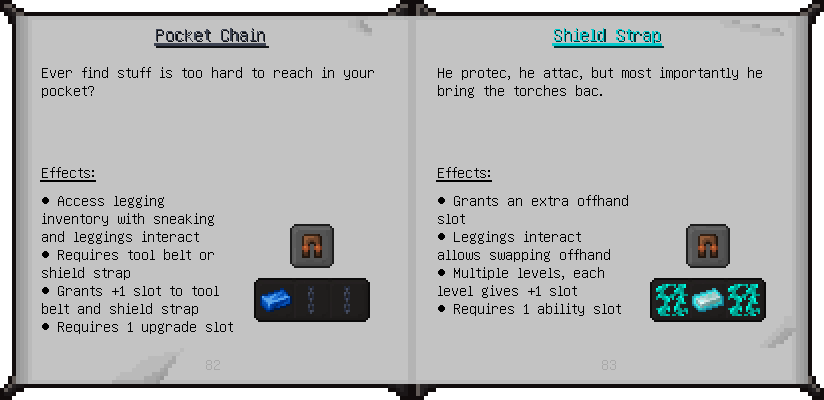 Pocket Chain
Ever find stuff is too hard to reach in your
pocket?
Effects:
• Access legging
inventory with sneaking
and leggings interact
• Requires tool belt or
shield strap
• Grants +1 slot to tool
belt and shield strap
• Requires 1 upgrade slot
82
Shield Strap
He protec, he attac, but most importantly he
bring the torches bac.
Effects:
• Grants an extra offhand
slot
• Leggings interact
allows swapping offhand
• Multiple levels, each
level gives +1 slot
• Requires 1 ability slot
83